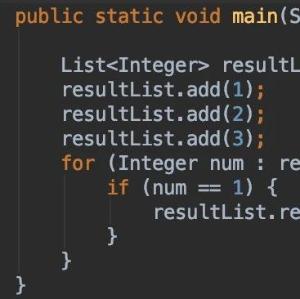 public static void main(S
List<Integer> resultL
resultList.add(1);
resultList.add(2);
resultList.add(3);
for (Integer num : re
if (num == 1) {
resultList.re
}
}
}